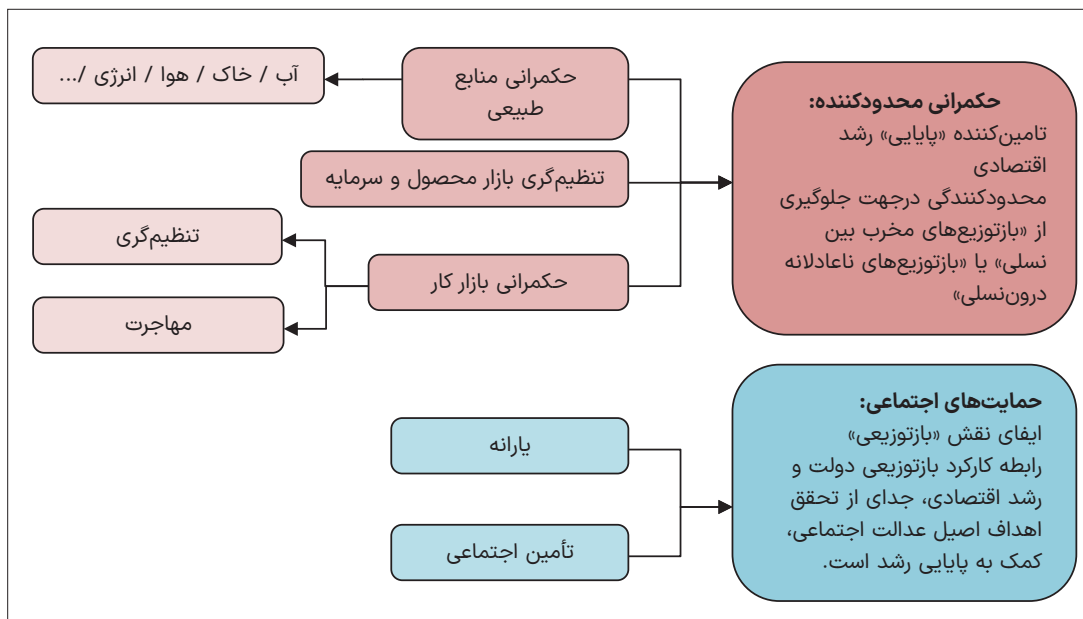 حکمرانی محدودکننده:
تامین‌کننده «پایایی» رشد
اقتصادی
محدودکنندگی درجهت جلوگیری
از «بازتوزیع‌های مخرب بین
نسلی» یا «بازتوزیع‌های ناعادلانه
درون‌نسلی»
حکمرانی منابع
طبیعی
آب / خاک / هوا / انرژی /...
تنظیم‌گری بازار محصول و سرمایه
حکمرانی بازار کار
تنظیم‌گری
مهاجرت
حمایت‌های اجتماعی:
ایفای نقش «بازتوزیعی»
رابطه کارکرد بازتوزیعی دولت و
رشد اقتصادی، جدای از تحقق
اهداف اصیل عدالت اجتماعی،
کمک به پایایی رشد است.
یارانه
تأمین اجتماعی